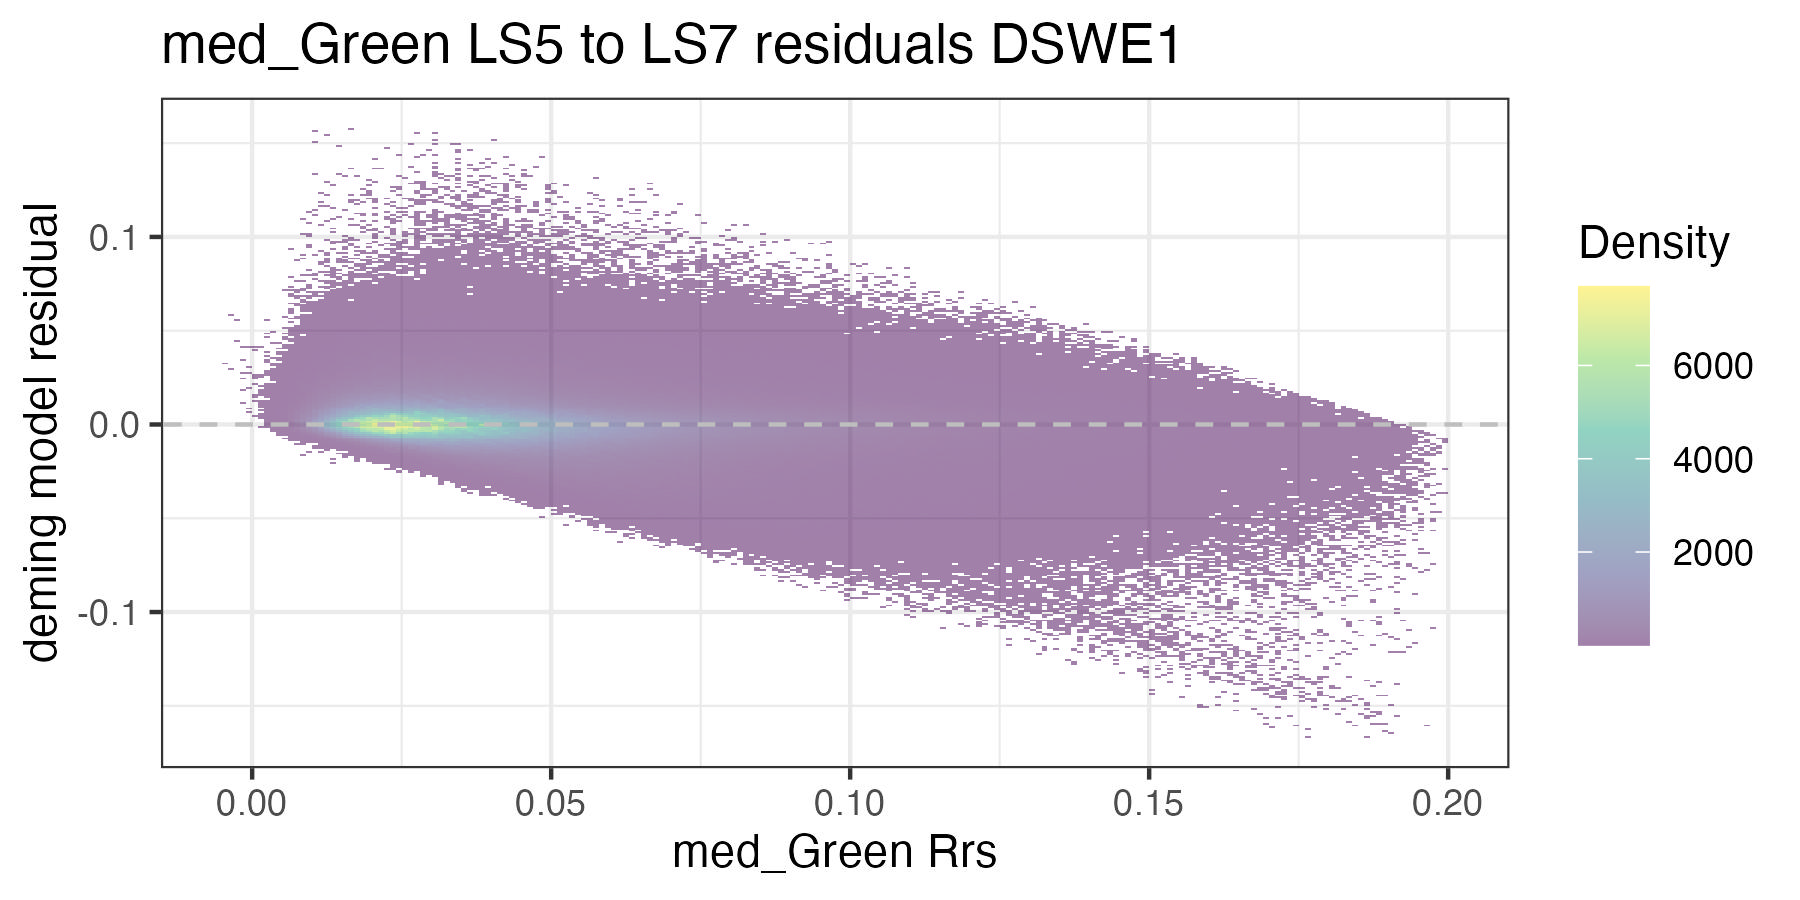 med_Green LS5 to LS7 residuals DSWE1
deming model residual
0.1
0.0
-0.1
0.00 0.05 0.10 0.15 0.20
med_Green Rrs
Density
6000
4000
2000